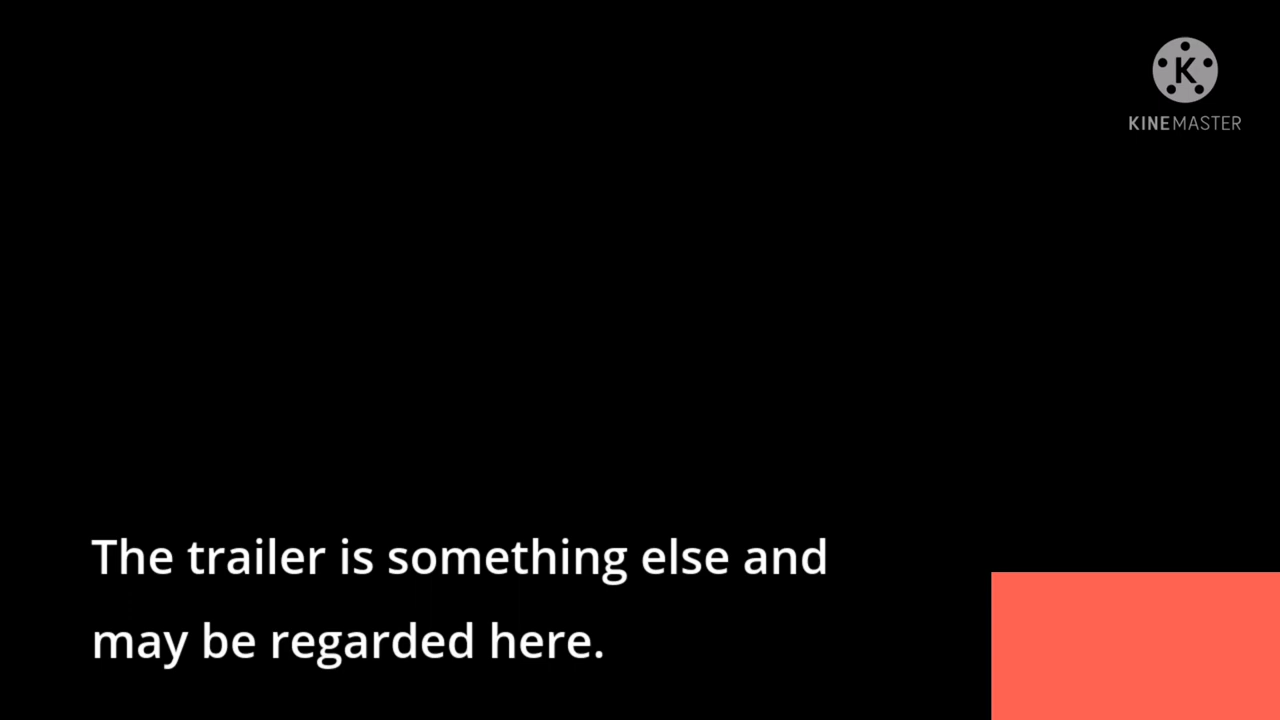 K
KINEMASTER
The trailer is something else and
may be regarded here.